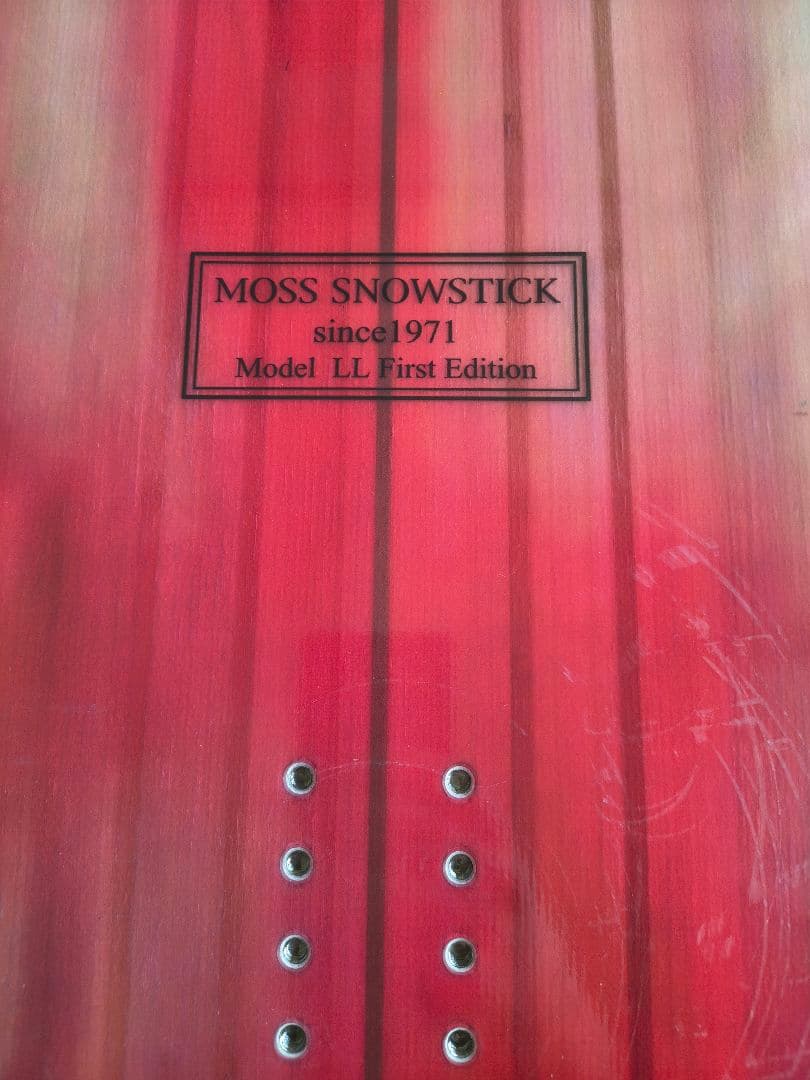 MOSS SNOWSTICK
since1971
Model LL First Edition